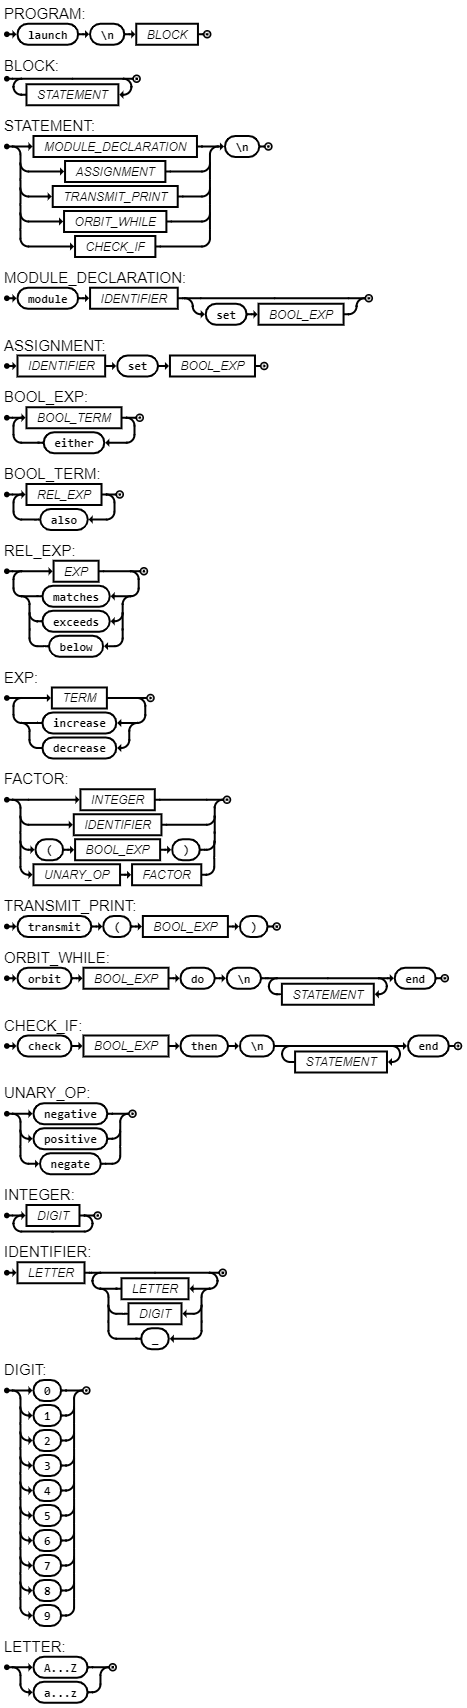 PROGRAM:
launch \n BLOCK
BLOCK:
STATEMENT
STATEMENT:
MODULE_DECLARATION \n
ASSIGNMENT
TRANSMIT_PRINT
ORBIT_WHILE
CHECK_IF
MODULE_DECLARATION:
module IDENTIFIER
set BOOL_EXP
ASSIGNMENT:
IDENTIFIER set BOOL_EXP
BOOL_EXP:
BOOL_TERM
either
BOOL_TERM:
REL_EXP
also
REL_EXP:
EXP
matches
exceeds
below
EXP:
TERM
increase
decrease
FACTOR:
INTEGER
IDENTIFIER
( BOOL_EXP )
UNARY_OP FACTOR
TRANSMIT_PRINT:
transmit ( BOOL_EXP )
ORBIT_WHILE:
orbit BOOL_EXP do \n end
STATEMENT
CHECK_IF:
check BOOL_EXP then \n end
STATEMENT
UNARY_OP:
negative
positive
negate
INTEGER:
DIGIT
IDENTIFIER:
LETTER
LETTER
DIGIT
_
DIGIT:
0
1
2
3
4
5
6
7
8
9
LETTER:
A...Z
a...z